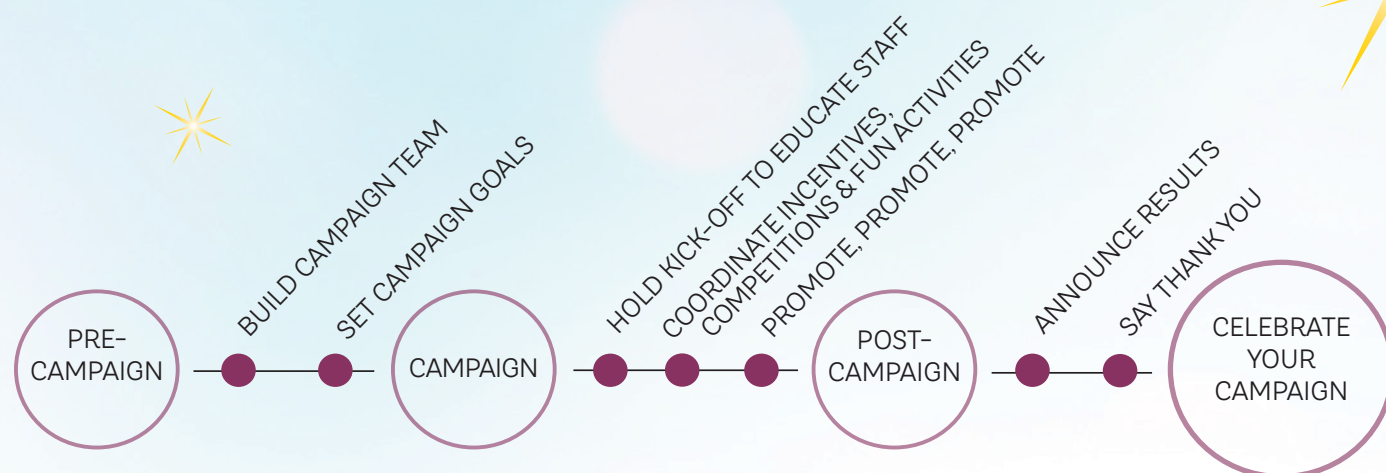 PRE-
CAMPAIGN
BUILD CAMPAIGN TEAM
SET CAMPAIGN GOALS
CAMPAIGN
HOLD KICK-OFF TO EDUCATE STAFF
COORDINATE INCENTIVES,
COMPETITIONS & FUN ACTIVITIES
PROMOTE, PROMOTE, PROMOTE
POST-
CAMPAIGN
ANNOUNCE RESULTS
SAY THANK YOU
CELEBRATE
YOUR
CAMPAIGN